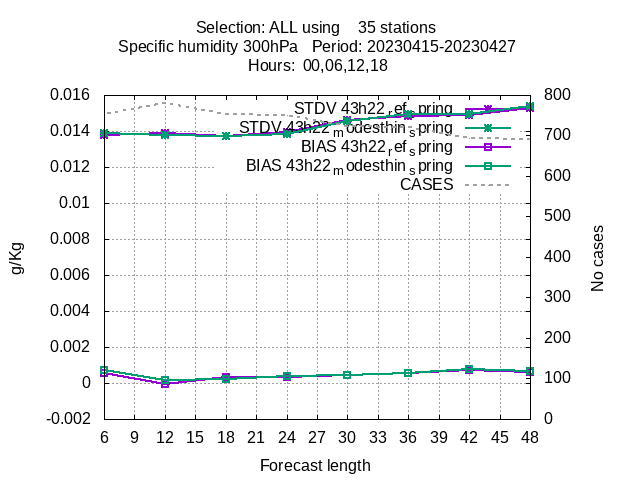 Selection: ALL using    35 stations
Specific humidity 300hPa   Period: 20230415-20230427
Hours:  00,06,12,18
STDV 43h22_ref_spring
STDV 43h22_modesthin_spring
BIAS 43h22_ref_spring
BIAS 43h22_modesthin_spring
CASES
0.016
0.014
0.012
0.01
0.008
0.006
0.004
0.002
0
-0.002
g/Kg
800
700
600
500
400
300
200
100
0
No cases
6 9 12 15 18 21 24 27 30 33 36 39 42 45 48
Forecast length